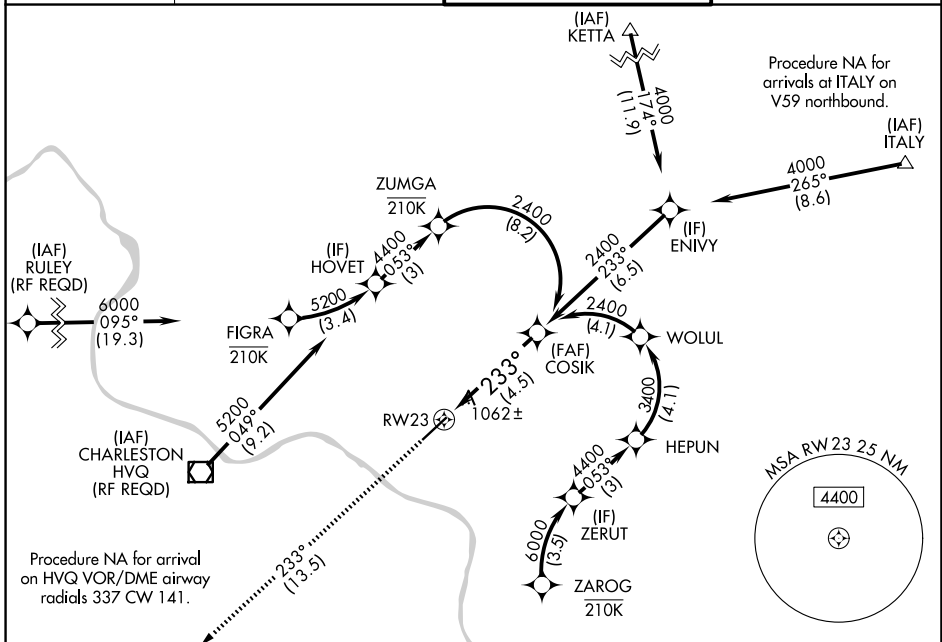 (IAF)
KETTA
4000
174°
(11.9)
Procedure NA for
arrivals at ITALY on
V59 northbound.
(IAF)
ITALY
4000
265°
(8.6)
ZUMGA
210K
2400
(8.2)
(IF)
ENIVY
2400
233°
(6.5)
(IF)
HOVET
4400
053°
(3)
(IAF)
RULEY
(RF REQD)
6000
095°
(19.3)
FIGRA
210K
5200
(3.4)
2400
(4.1)
WOLUL
(FAF)
COSIK
233°
(4.5)
RW23
1062±
5200
049°
(9.2)
(IAF)
CHARLESTON
HVQ
(RF REQD)
3400
(4.1)
HEPUN
4400
053°
(3)
(IF)
ZERUT
6000
(3.5)
ZAROG
210K
MSA RW23 25 NM
4400
Procedure NA for arrival
on HVQ VOR/DME airway
radials 337 CW 141.
233°
(13.5)